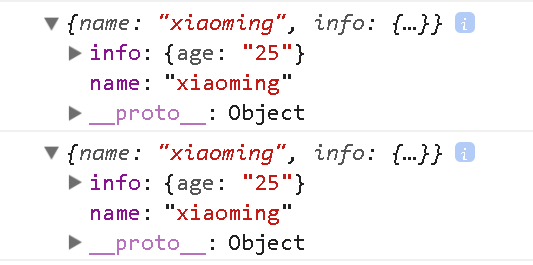 ▼ {name: "xiaoming", info: {…}} i
▶ info: {age: "25"}
name: "xiaoming"
▶ __proto__: Object
▼ {name: "xiaoming", info: {…}} i
▶ info: {age: "25"}
name: "xiaoming"
▶ __proto__: Object